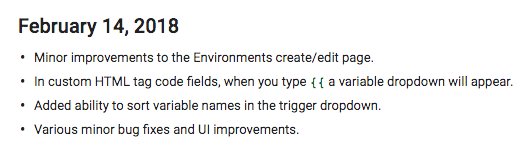 February 14, 2018
• Minor improvements to the Environments create/edit page.
• In custom HTML tag code fields, when you type {{ a variable dropdown will appear.
• Added ability to sort variable names in the trigger dropdown.
• Various minor bug fixes and UI improvements.